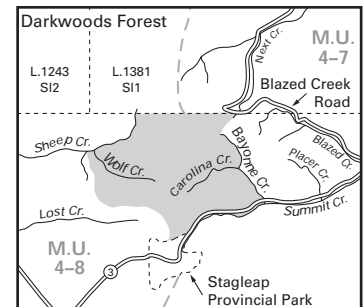 Darkwoods Forest
L.1243
SI2
L.1381
SI1
Next Cr.
M.U.
4–7
Blazed Creek
Road
Sheep Cr.
Wolf Cr.
Carolina Cr.
Bayonne Cr.
Placer Cr.
Blazed Cr.
Lost Cr.
Summit Cr.
M.U.
4–8
3
Stagleap
Provincial Park